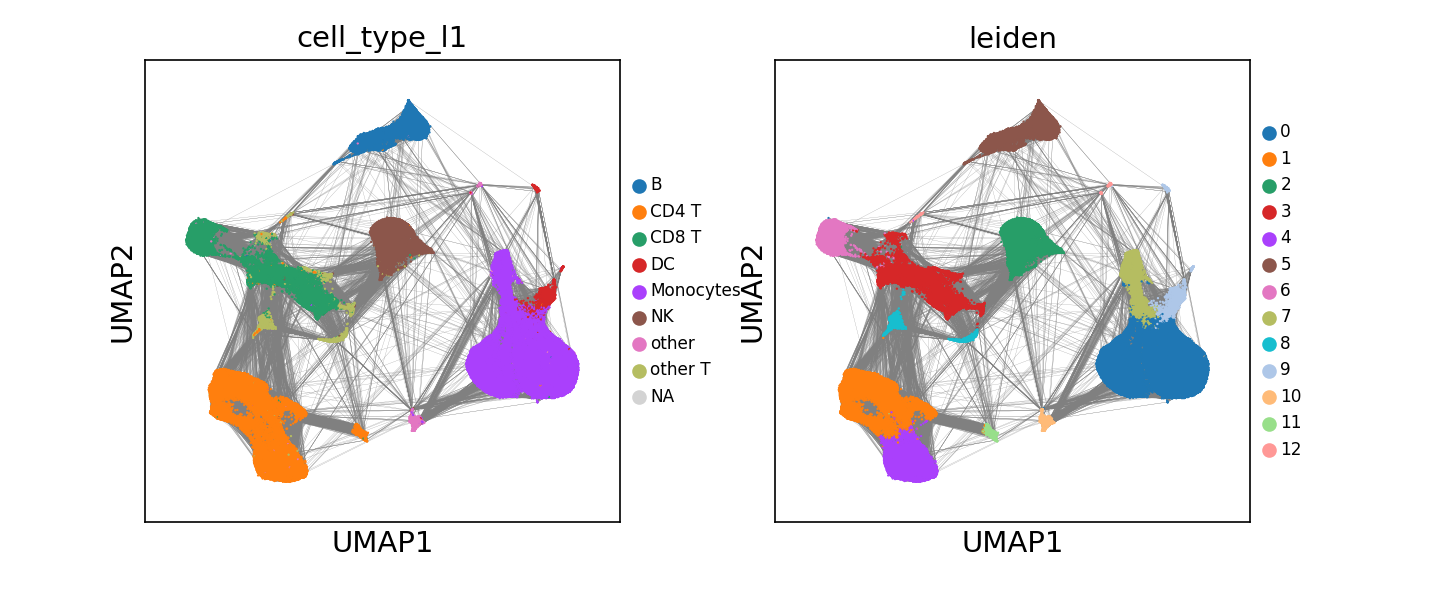 cell_type_l1
UMAP2
UMAP1
B
CD4 T
CD8 T
DC
Monocytes
NK
other
other T
NA
leiden
UMAP2
UMAP1
0
1
2
3
4
5
6
7
8
9
10
11
12